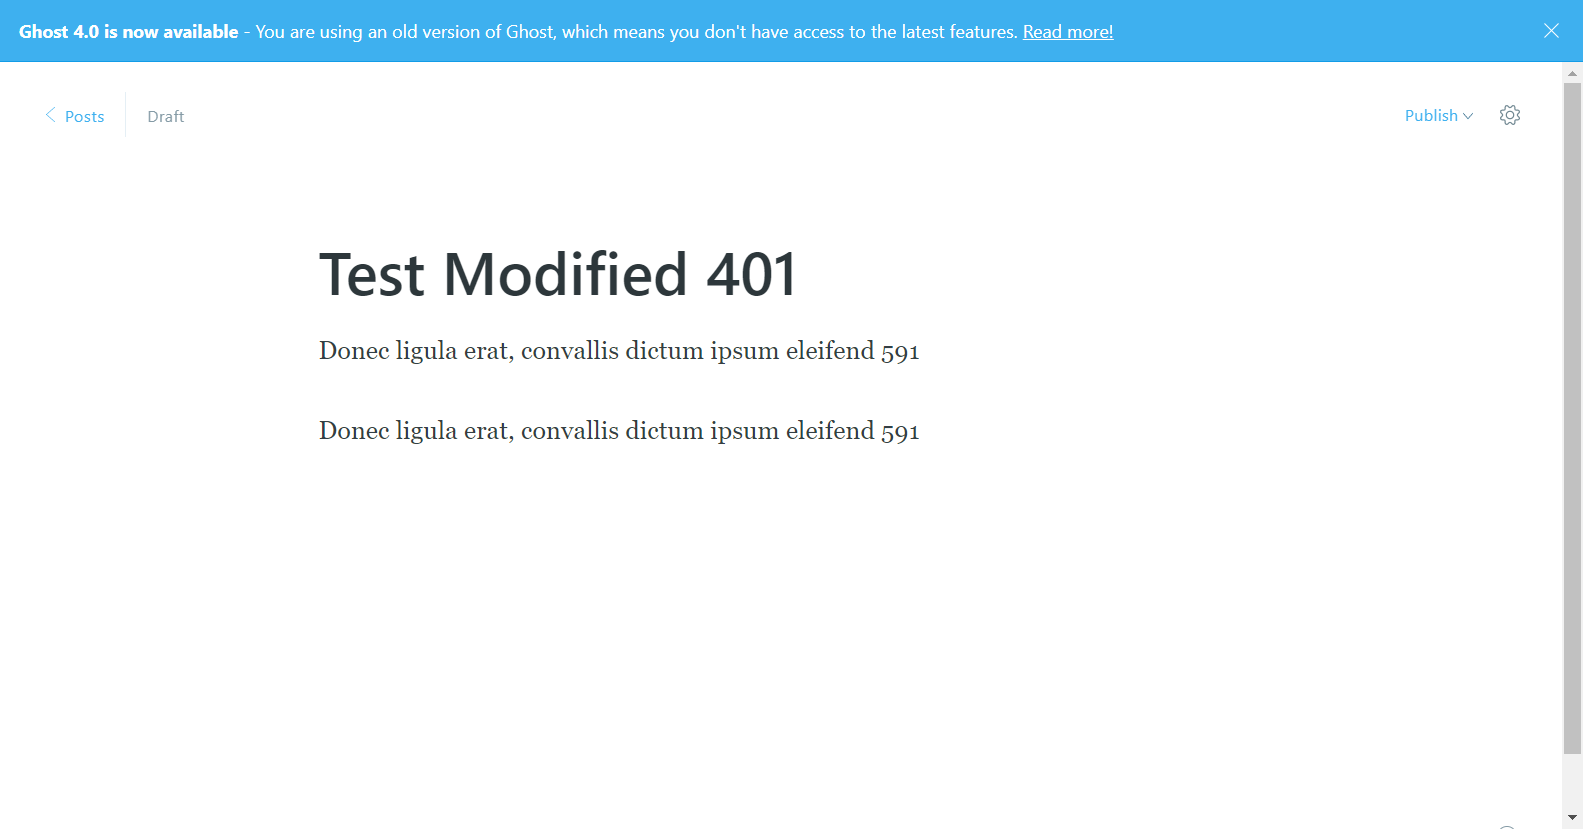 Ghost 4.0 is now available - You are using an old version of Ghost, which means you don't have access to the latest features. Read more!
Posts
Draft
Publish
Test Modified 401
Donec ligula erat, convallis dictum ipsum eleifend 591
Donec ligula erat, convallis dictum ipsum eleifend 591